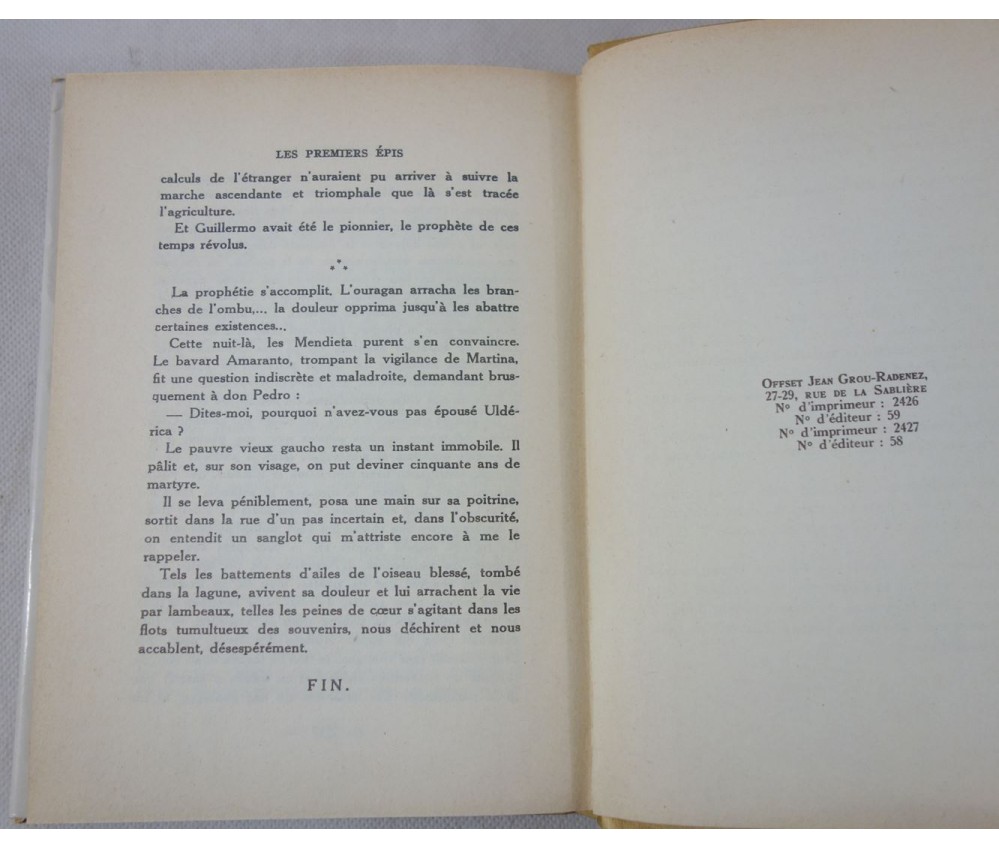 LES PREMIERS ÉPIS
calculs de l'étranger n'auraient pu arriver à suivre la
marche ascendante et triomphale que là s'est tracée
l'agriculture.
Et Guillermo avait été le pionnier, le prophète de ces
temps révolus.
***
La prophétie s'accomplit. L'ouragan arracha les bran-
ches de l'ombu,... la douleur opprima jusqu'à les abattre
certaines existences...
Cette nuit-là, les Mendieta purent s'en convaincre.
Le bavard Amaranto, trompant la vigilance de Martina,
fit une question indiscrète et maladroite, demandant brus-
quement à don Pedro :
— Dites-moi, pourquoi n'avez-vous pas épousé Uldé-
rica ?
Le pauvre vieux gaucho resta un instant immobile. Il
pâlit et, sur son visage, on put deviner cinquante ans de
martyre.
Il se leva péniblement, posa une main sur sa poitrine,
sortit dans la rue d'un pas incertain et, dans l'obscurité,
on entendit un sanglot qui m'attriste encore à me le
rappeler.
Tels les battements d'ailes de l'oiseau blessé, tombé
dans la lagune, avivent sa douleur et lui arrachent la vie
par lambeaux, telles les peines de cœur s'agitant dans les
flots tumultueux des souvenirs, nous déchirent et nous
accablent, désespérément.
FIN.
OFFSET JEAN GROU-RADENEZ,
27-29, RUE DE LA SABLIÈRE
N° d'imprimeur : 2426
N° d'éditeur : 59
N° d'imprimeur : 2427
N° d'éditeur : 58